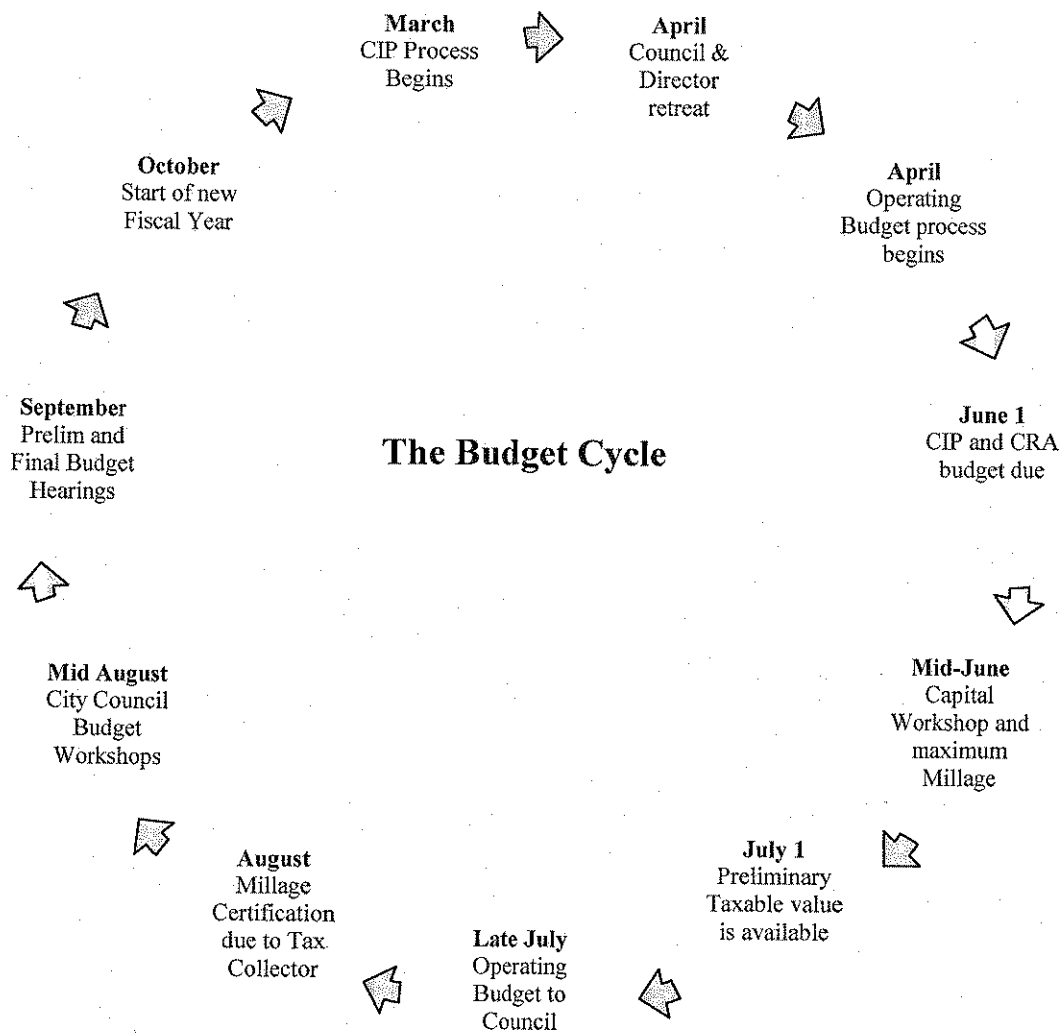 March
CIP Process
Begins
April
Council &
Director
retreat
April
Operating
Budget process
begins
June 1
CIP and CRA
budget due
Mid-June
Capital
Workshop and
maximum
Millage
July 1
Preliminary
Taxable value
is available
Late July
Operating
Budget to
Council
August
Millage
Certification
due to Tax
Collector
Mid August
City Council
Budget
Workshops
September
Prelim and
Final Budget
Hearings
October
Start of new
Fiscal Year
The Budget Cycle